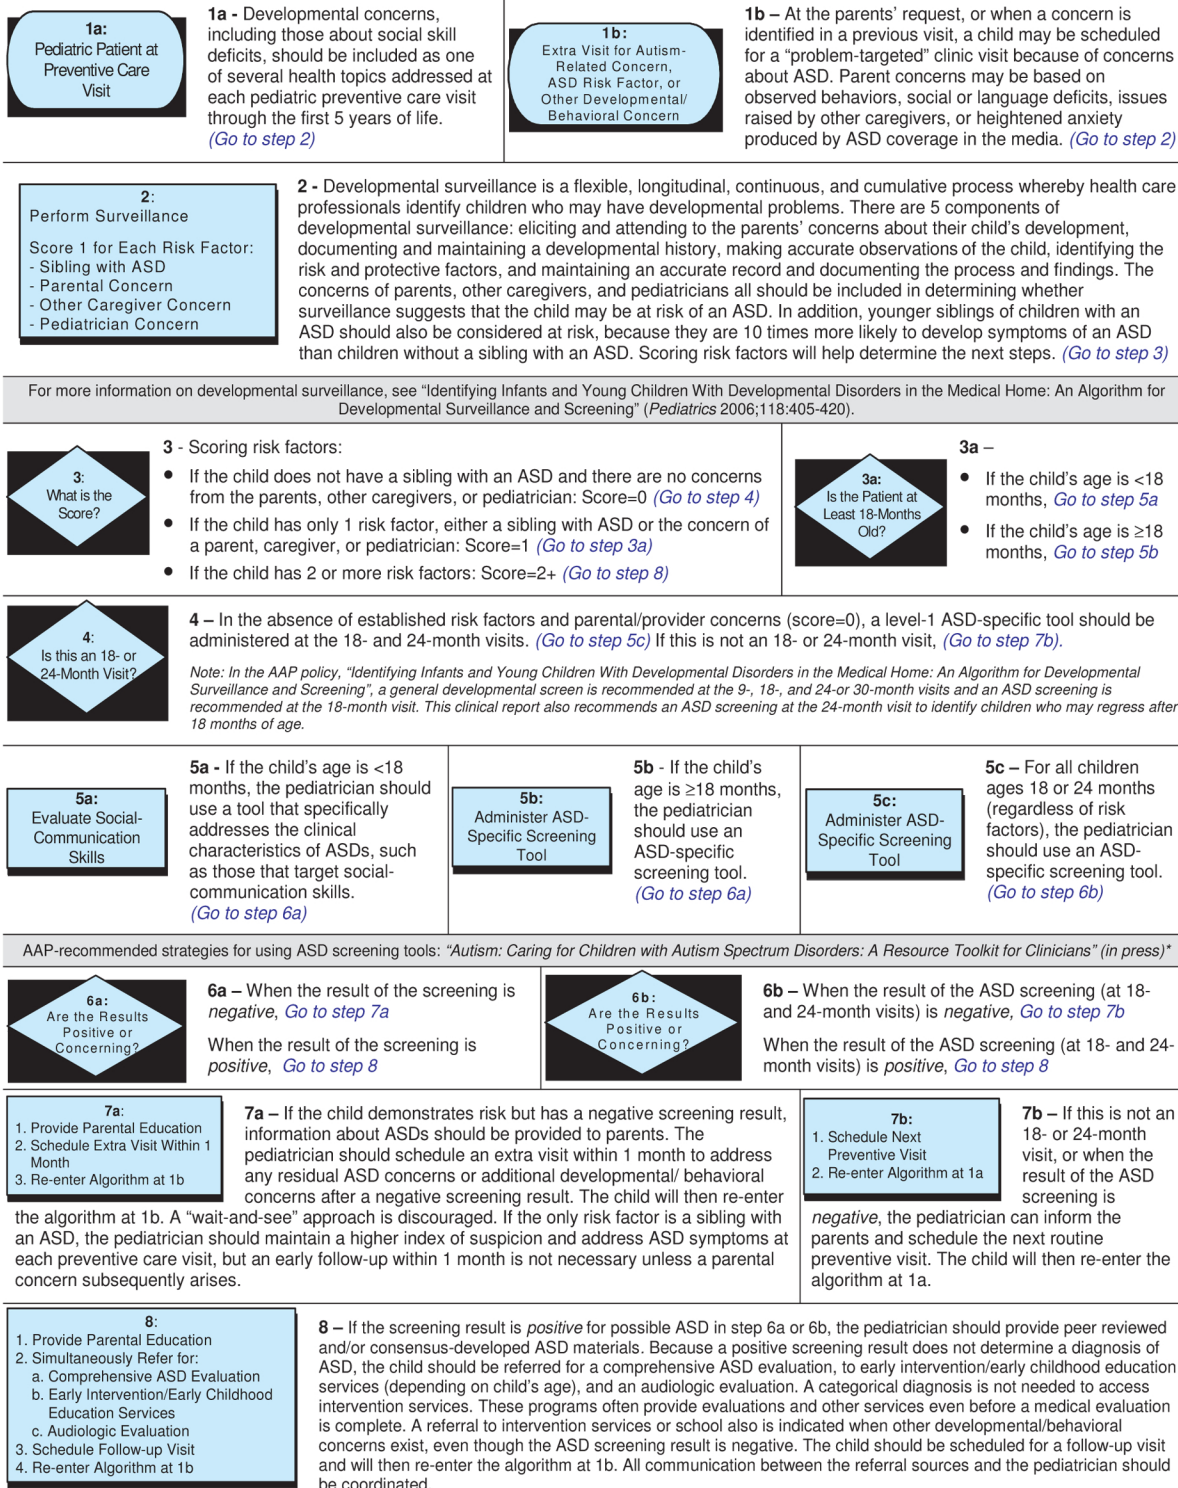 1a:
Pediatric Patient at
Preventive Care
Visit
1a - Developmental concerns,
including those about social skill
deficits, should be included as one
of several health topics addressed at
each pediatric preventive care visit
through the first 5 years of life.
(Go to step 2)
1b:
Extra Visit for Autism-
Related Concern,
ASD Risk Factor, or
Other Developmental/
Behavioral Concern
1b – At the parents' request, or when a concern is
identified in a previous visit, a child may be scheduled
for a “problem-targeted” clinic visit because of concerns
about ASD. Parent concerns may be based on
observed behaviors, social or language deficits, issues
raised by other caregivers, or heightened anxiety
produced by ASD coverage in the media. (Go to step 2)
2:
Perform Surveillance
Score 1 for Each Risk Factor:
- Sibling with ASD
- Parental Concern
- Other Caregiver Concern
- Pediatrician Concern
2 - Developmental surveillance is a flexible, longitudinal, continuous, and cumulative process whereby health care
professionals identify children who may have developmental problems. There are 5 components of
developmental surveillance: eliciting and attending to the parents' concerns about their child's development,
documenting and maintaining a developmental history, making accurate observations of the child, identifying the
risk and protective factors, and maintaining an accurate record and documenting the process and findings. The
concerns of parents, other caregivers, and pediatricians all should be included in determining whether
surveillance suggests that the child may be at risk of an ASD. In addition, younger siblings of children with an
ASD should also be considered at risk, because they are 10 times more likely to develop symptoms of an ASD
than children without a sibling with an ASD. Scoring risk factors will help determine the next steps. (Go to step 3)
For more information on developmental surveillance, see “Identifying Infants and Young Children With Developmental Disorders in the Medical Home: An Algorithm for
Developmental Surveillance and Screening” (Pediatrics 2006;118:405-420).
3:
What is the
Score?
3 - Scoring risk factors:
● If the child does not have a sibling with an ASD and there are no concerns
from the parents, other caregivers, or pediatrician: Score=0 (Go to step 4)
● If the child has only 1 risk factor, either a sibling with ASD or the concern of
a parent, caregiver, or pediatrician: Score=1 (Go to step 3a)
● If the child has 2 or more risk factors: Score=2+ (Go to step 8)
3a:
Is the Patient at
Least 18-Months
Old?
3a –
● If the child's age is <18
months, Go to step 5a
● If the child's age is ≥18
months, Go to step 5b
4:
Is this an 18- or
24-Month Visit?
4 – In the absence of established risk factors and parental/provider concerns (score=0), a level-1 ASD-specific tool should be
administered at the 18- and 24-month visits. (Go to step 5c) If this is not an 18- or 24-month visit, (Go to step 7b).
Note: In the AAP policy, “Identifying Infants and Young Children With Developmental Disorders in the Medical Home: An Algorithm for Developmental
Surveillance and Screening”, a general developmental screen is recommended at the 9-, 18-, and 24-or 30-month visits and an ASD screening is
recommended at the 18-month visit. This clinical report also recommends an ASD screening at the 24-month visit to identify children who may regress after
18 months of age.
5a:
Evaluate Social-
Communication
Skills
5a - If the child's age is <18
months, the pediatrician should
use a tool that specifically
addresses the clinical
characteristics of ASDs, such
as those that target social-
communication skills.
(Go to step 6a)
5b:
Administer ASD-
Specific Screening
Tool
5b - If the child's
age is ≥18 months,
the pediatrician
should use an
ASD-specific
screening tool.
(Go to step 6a)
5c:
Administer ASD-
Specific Screening
Tool
5c – For all children
ages 18 or 24 months
(regardless of risk
factors), the pediatrician
should use an ASD-
specific screening tool.
(Go to step 6b)
AAP-recommended strategies for using ASD screening tools: “Autism: Caring for Children with Autism Spectrum Disorders: A Resource Toolkit for Clinicians” (in press)*
6a:
Are the Results
Positive or
Concerning?
6a – When the result of the screening is
negative, Go to step 7a
When the result of the screening is
positive, Go to step 8
6b:
Are the Results
Positive or
Concerning?
6b – When the result of the ASD screening (at 18-
and 24-month visits) is negative, Go to step 7b
When the result of the ASD screening (at 18- and 24-
month visits) is positive, Go to step 8
7a:
1. Provide Parental Education
2. Schedule Extra Visit Within 1
Month
3. Re-enter Algorithm at 1b
7a – If the child demonstrates risk but has a negative screening result,
information about ASDs should be provided to parents. The
pediatrician should schedule an extra visit within 1 month to address
any residual ASD concerns or additional developmental/ behavioral
concerns after a negative screening result. The child will then re-enter
the algorithm at 1b. A “wait-and-see” approach is discouraged. If the only risk factor is a sibling with
an ASD, the pediatrician should maintain a higher index of suspicion and address ASD symptoms at
each preventive care visit, but an early follow-up within 1 month is not necessary unless a parental
concern subsequently arises.
7b:
1. Schedule Next
Preventive Visit
2. Re-enter Algorithm at 1a
7b – If this is not an
18- or 24-month
visit, or when the
result of the ASD
screening is
negative, the pediatrician can inform the
parents and schedule the next routine
preventive visit. The child will then re-enter the
algorithm at 1a.
8:
1. Provide Parental Education
2. Simultaneously Refer for:
a. Comprehensive ASD Evaluation
b. Early Intervention/Early Childhood
Education Services
c. Audiologic Evaluation
3. Schedule Follow-up Visit
4. Re-enter Algorithm at 1b
8 – If the screening result is positive for possible ASD in step 6a or 6b, the pediatrician should provide peer reviewed
and/or consensus-developed ASD materials. Because a positive screening result does not determine a diagnosis of
ASD, the child should be referred for a comprehensive ASD evaluation, to early intervention/early childhood education
services (depending on child's age), and an audiologic evaluation. A categorical diagnosis is not needed to access
intervention services. These programs often provide evaluations and other services even before a medical evaluation
is complete. A referral to intervention services or school also is indicated when other developmental/behavioral
concerns exist, even though the ASD screening result is negative. The child should be scheduled for a follow-up visit
and will then re-enter the algorithm at 1b. All communication between the referral sources and the pediatrician should
be coordinated.